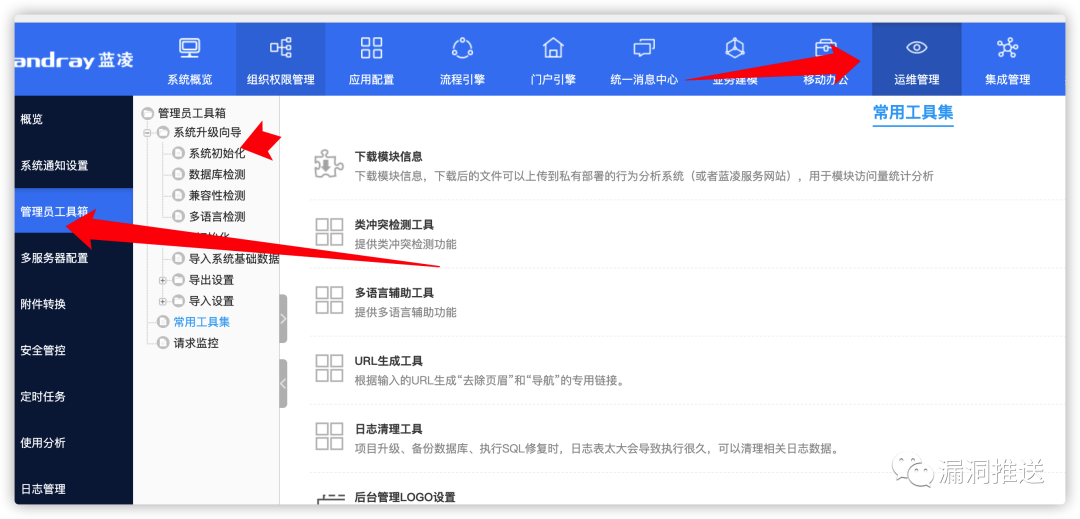 andray 蓝凌
系统概览
组织权限管理
应用配置
流程引擎
门户引擎
统一消息中心
业务建模
移动办公
运维管理
集成管理
概览
系统通知设置
管理员工具箱
多服务器配置
附件转换
安全管控
定时任务
使用分析
日志管理
管理员工具箱
系统升级向导
系统初始化
数据库检测
兼容性检测
多语言检测
导入系统基础数据
导出设置
导入设置
常用工具集
请求监控
常用工具集
下载模块信息
下载模块信息，下载后的文件可以上传到私有部署的行为分析系统（或者蓝凌服务网站），用于模块访问量统计分析
类冲突检测工具
提供类冲突检测功能
多语言辅助工具
提供多语言辅助功能
URL生成工具
根据输入的URL生成“去除页眉”和“导航”的专用链接。
日志清理工具
项目升级、备份数据库、执行SQL修复时，日志表太大会导致执行很久，可以清理相关日志数据。
后台管理LOGO设置
漏洞推送